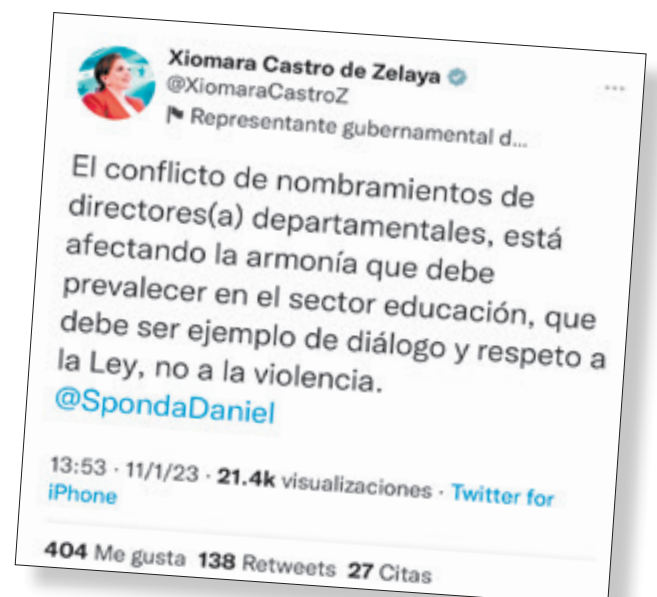 Xiomara Castro de Zelaya
@XiomaraCastroZ
Representante gubernamental d...
El conflicto de nombramientos de
directores(a) departamentales, está
afectando la armonía que debe
prevalecer en el sector educación, que
debe ser ejemplo de diálogo y respeto a
la Ley, no a la violencia.
@SpondaDaniel
13:53 · 11/1/23 · 21.4k visualizaciones · Twitter for
iPhone
404 Me gusta 138 Retweets 27 Citas